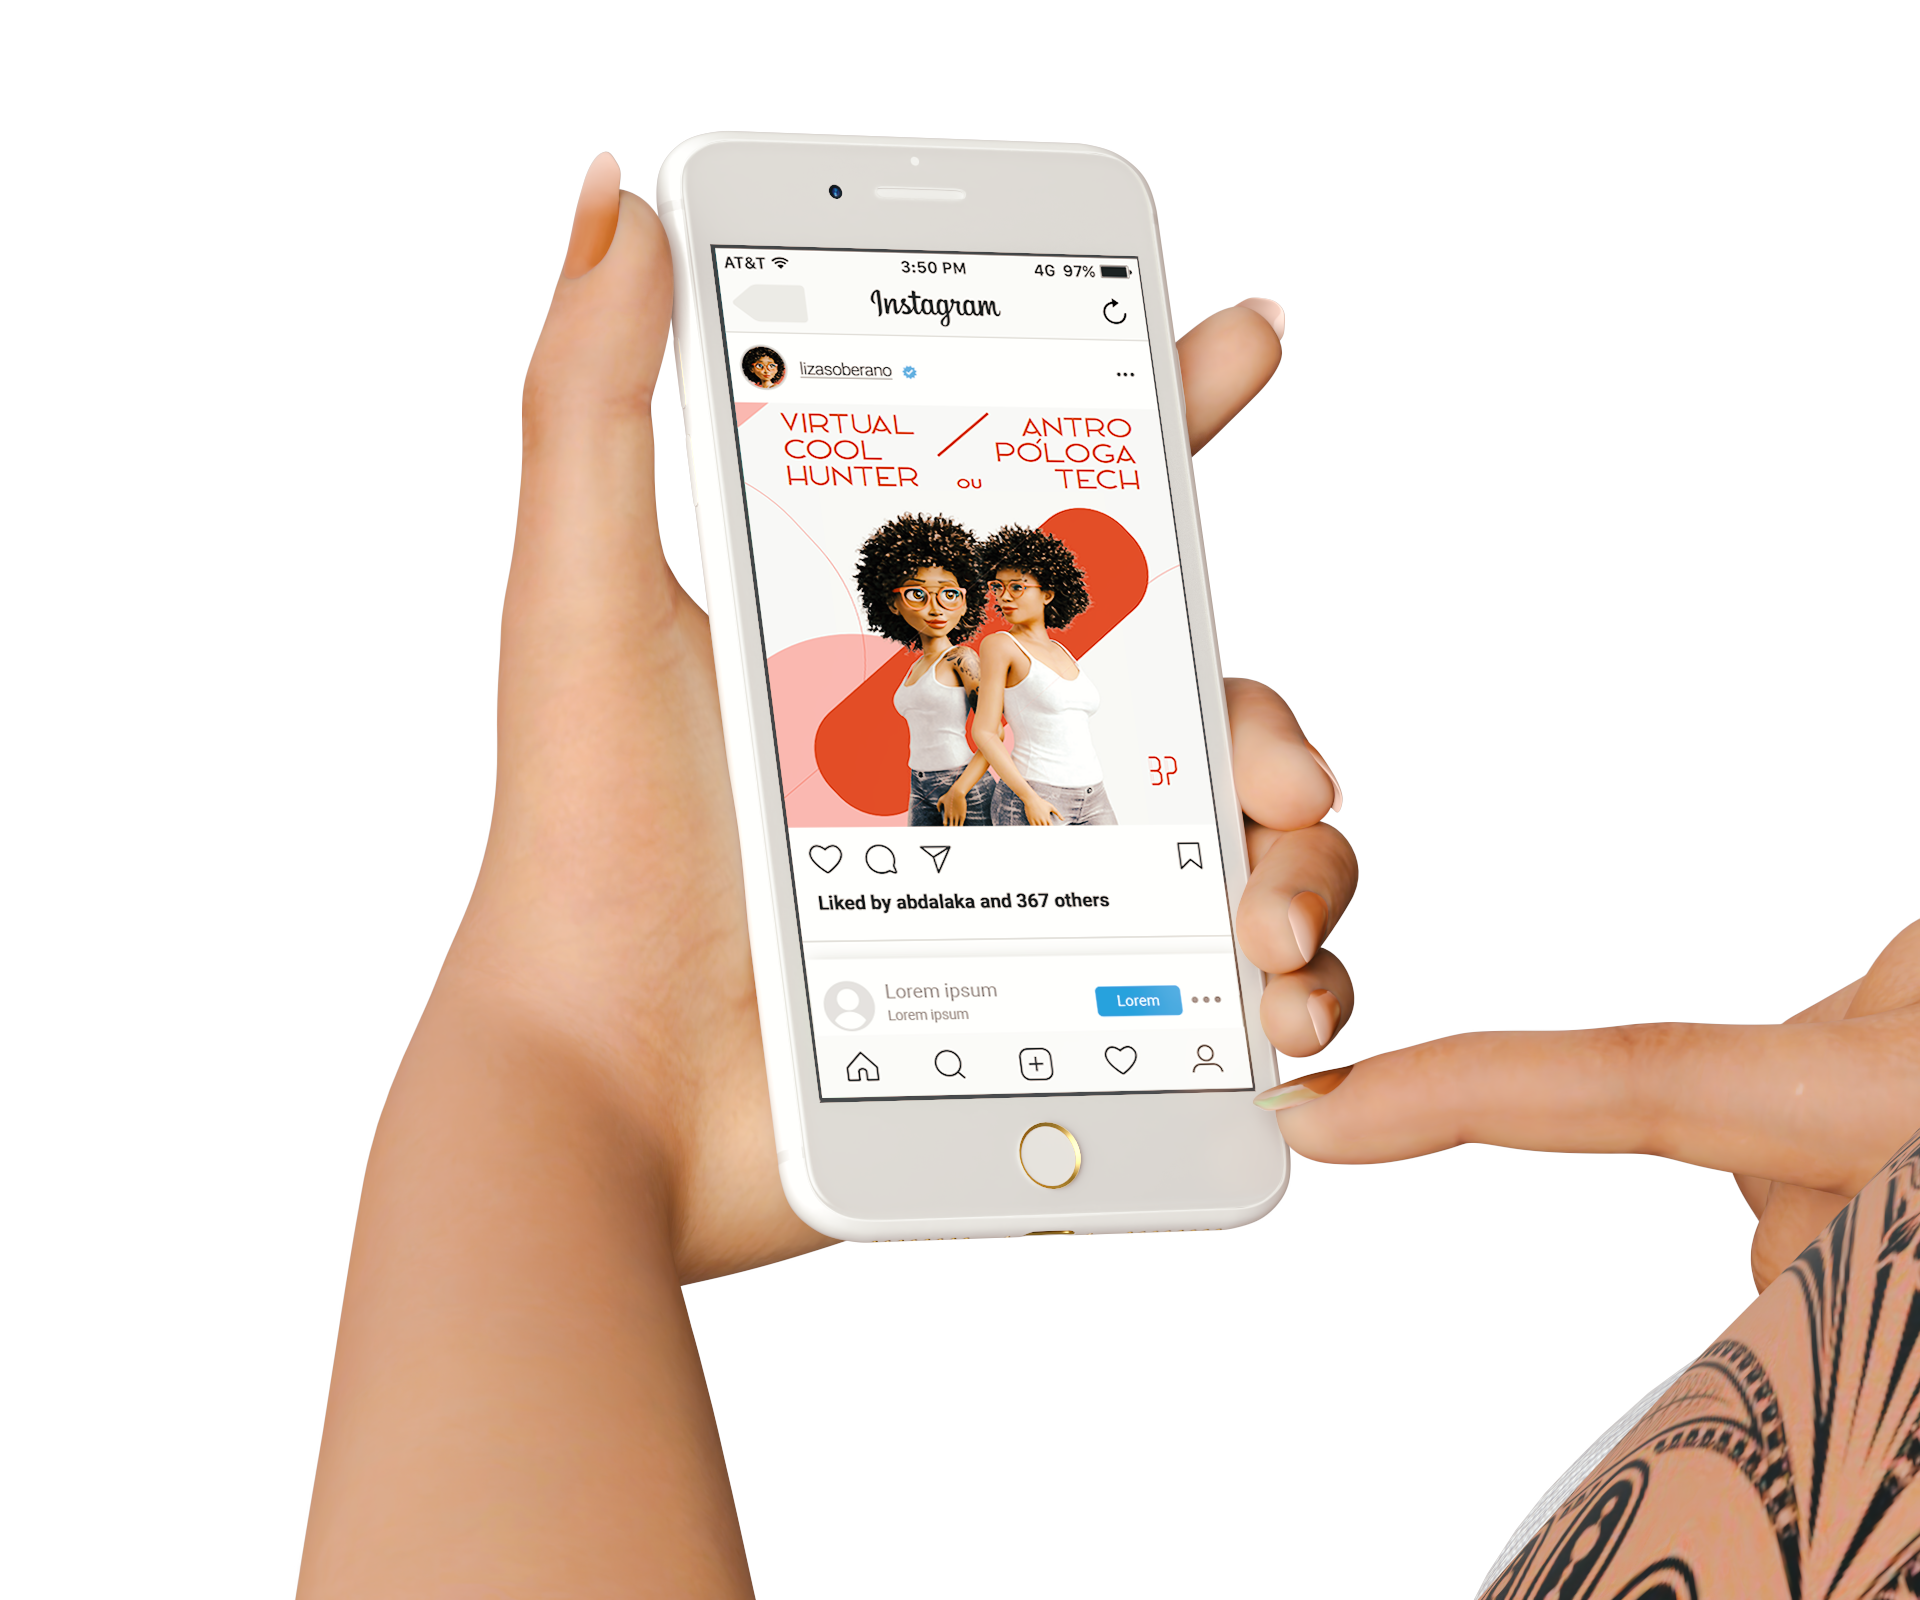 AT&T 3:50 PM 4G 97%
Instagram
lizasoberano
VIRTUAL
COOL
HUNTER
OU
ANTRO
PÓLOGA
TECH
BP
Liked by abdalaka and 367 others
Lorem ipsum
Lorem ipsum
Lorem